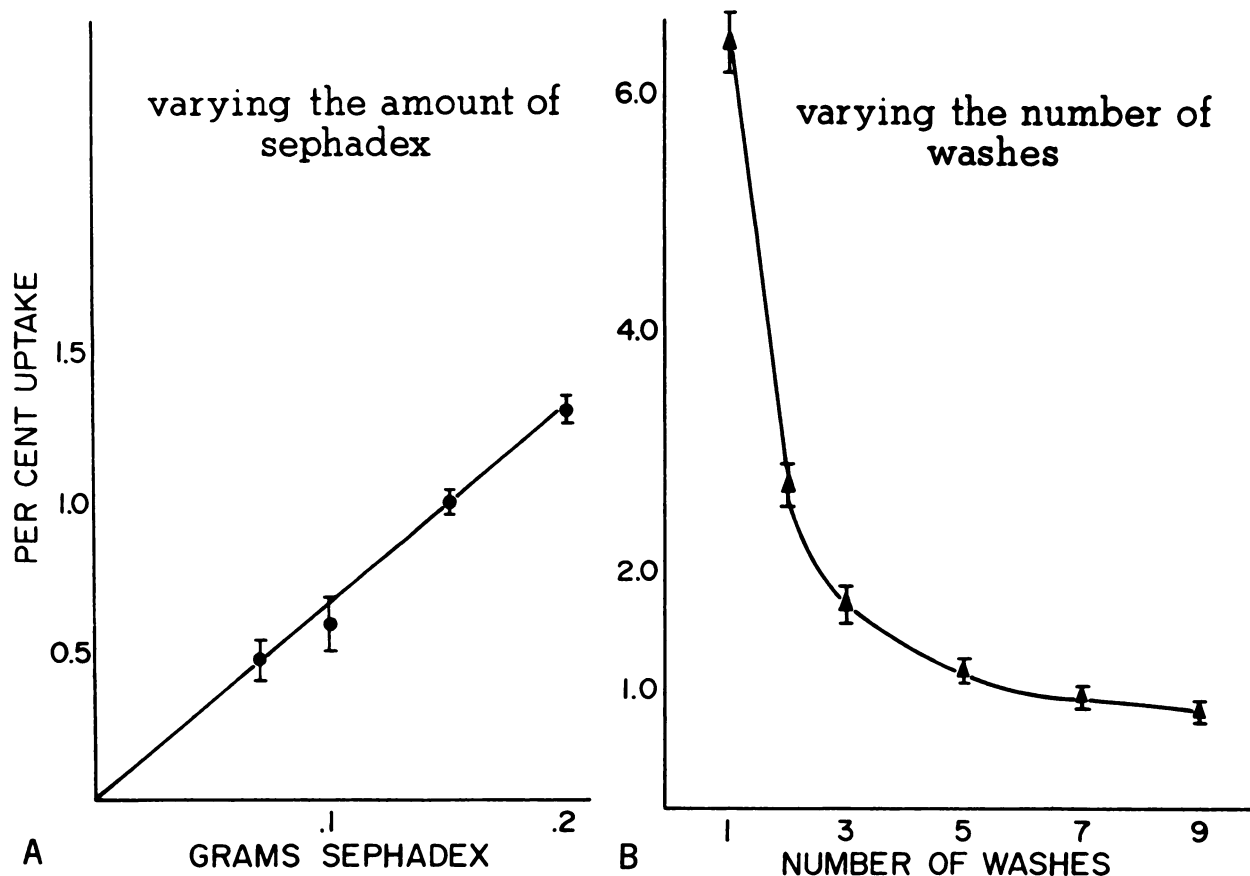 varying the amount of
sephadex
PER CENT UPTAKE
1.5
1.0
0.5
.1
.2
A
GRAMS SEPHADEX
varying the number of
washes
6.0
4.0
2.0
1.0
1
3
5
7
9
B
NUMBER OF WASHES